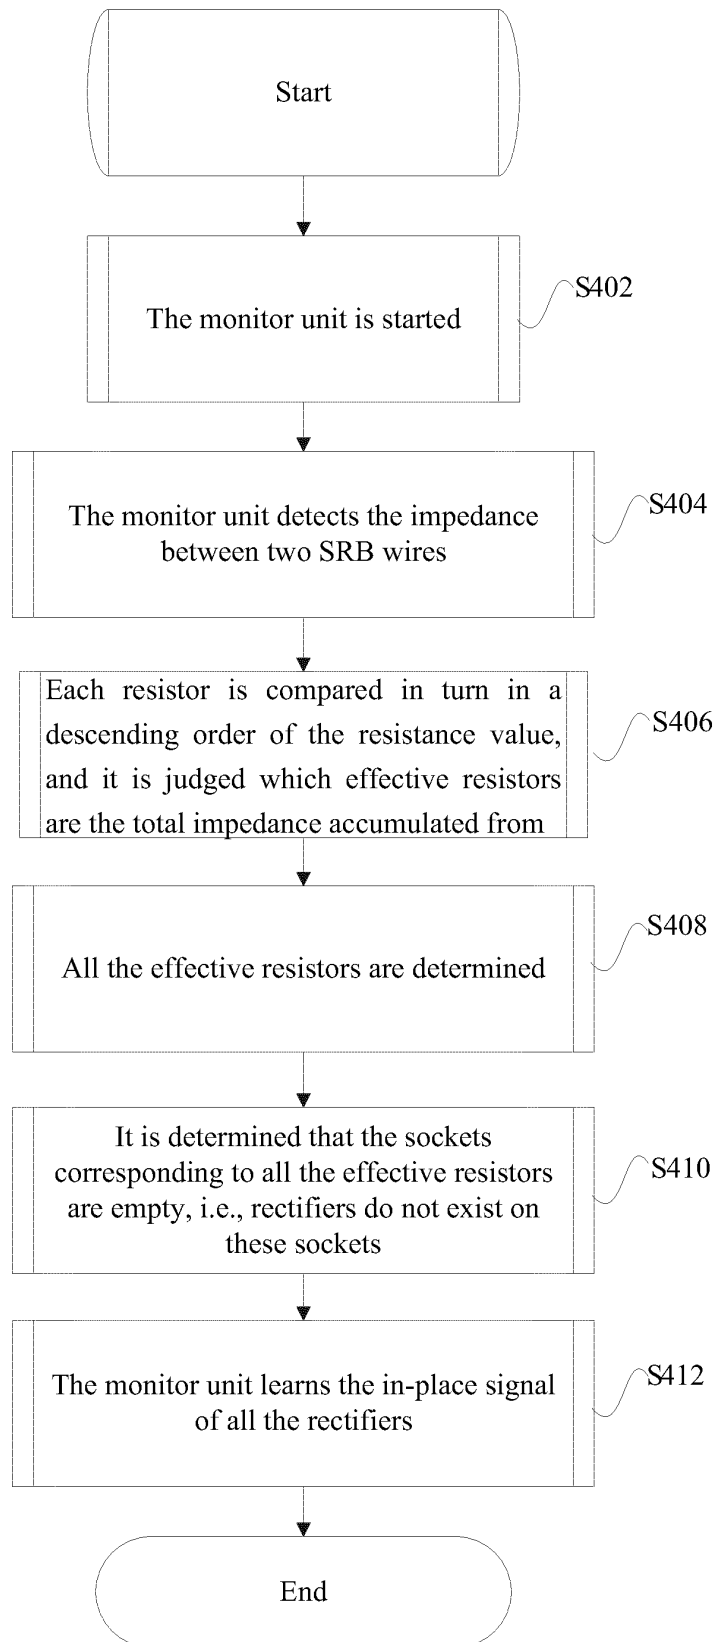 Start
S402
The monitor unit is started
S404
The monitor unit detects the impedance
between two SRB wires
S406
Each resistor is compared in turn in a
descending order of the resistance value,
and it is judged which effective resistors
are the total impedance accumulated from
S408
All the effective resistors are determined
It is determined that the sockets
corresponding to all the effective resistors
are empty, i.e., rectifiers do not exist on
these sockets
S410
The monitor unit learns the in-place signal
of all the rectifiers
S412
End